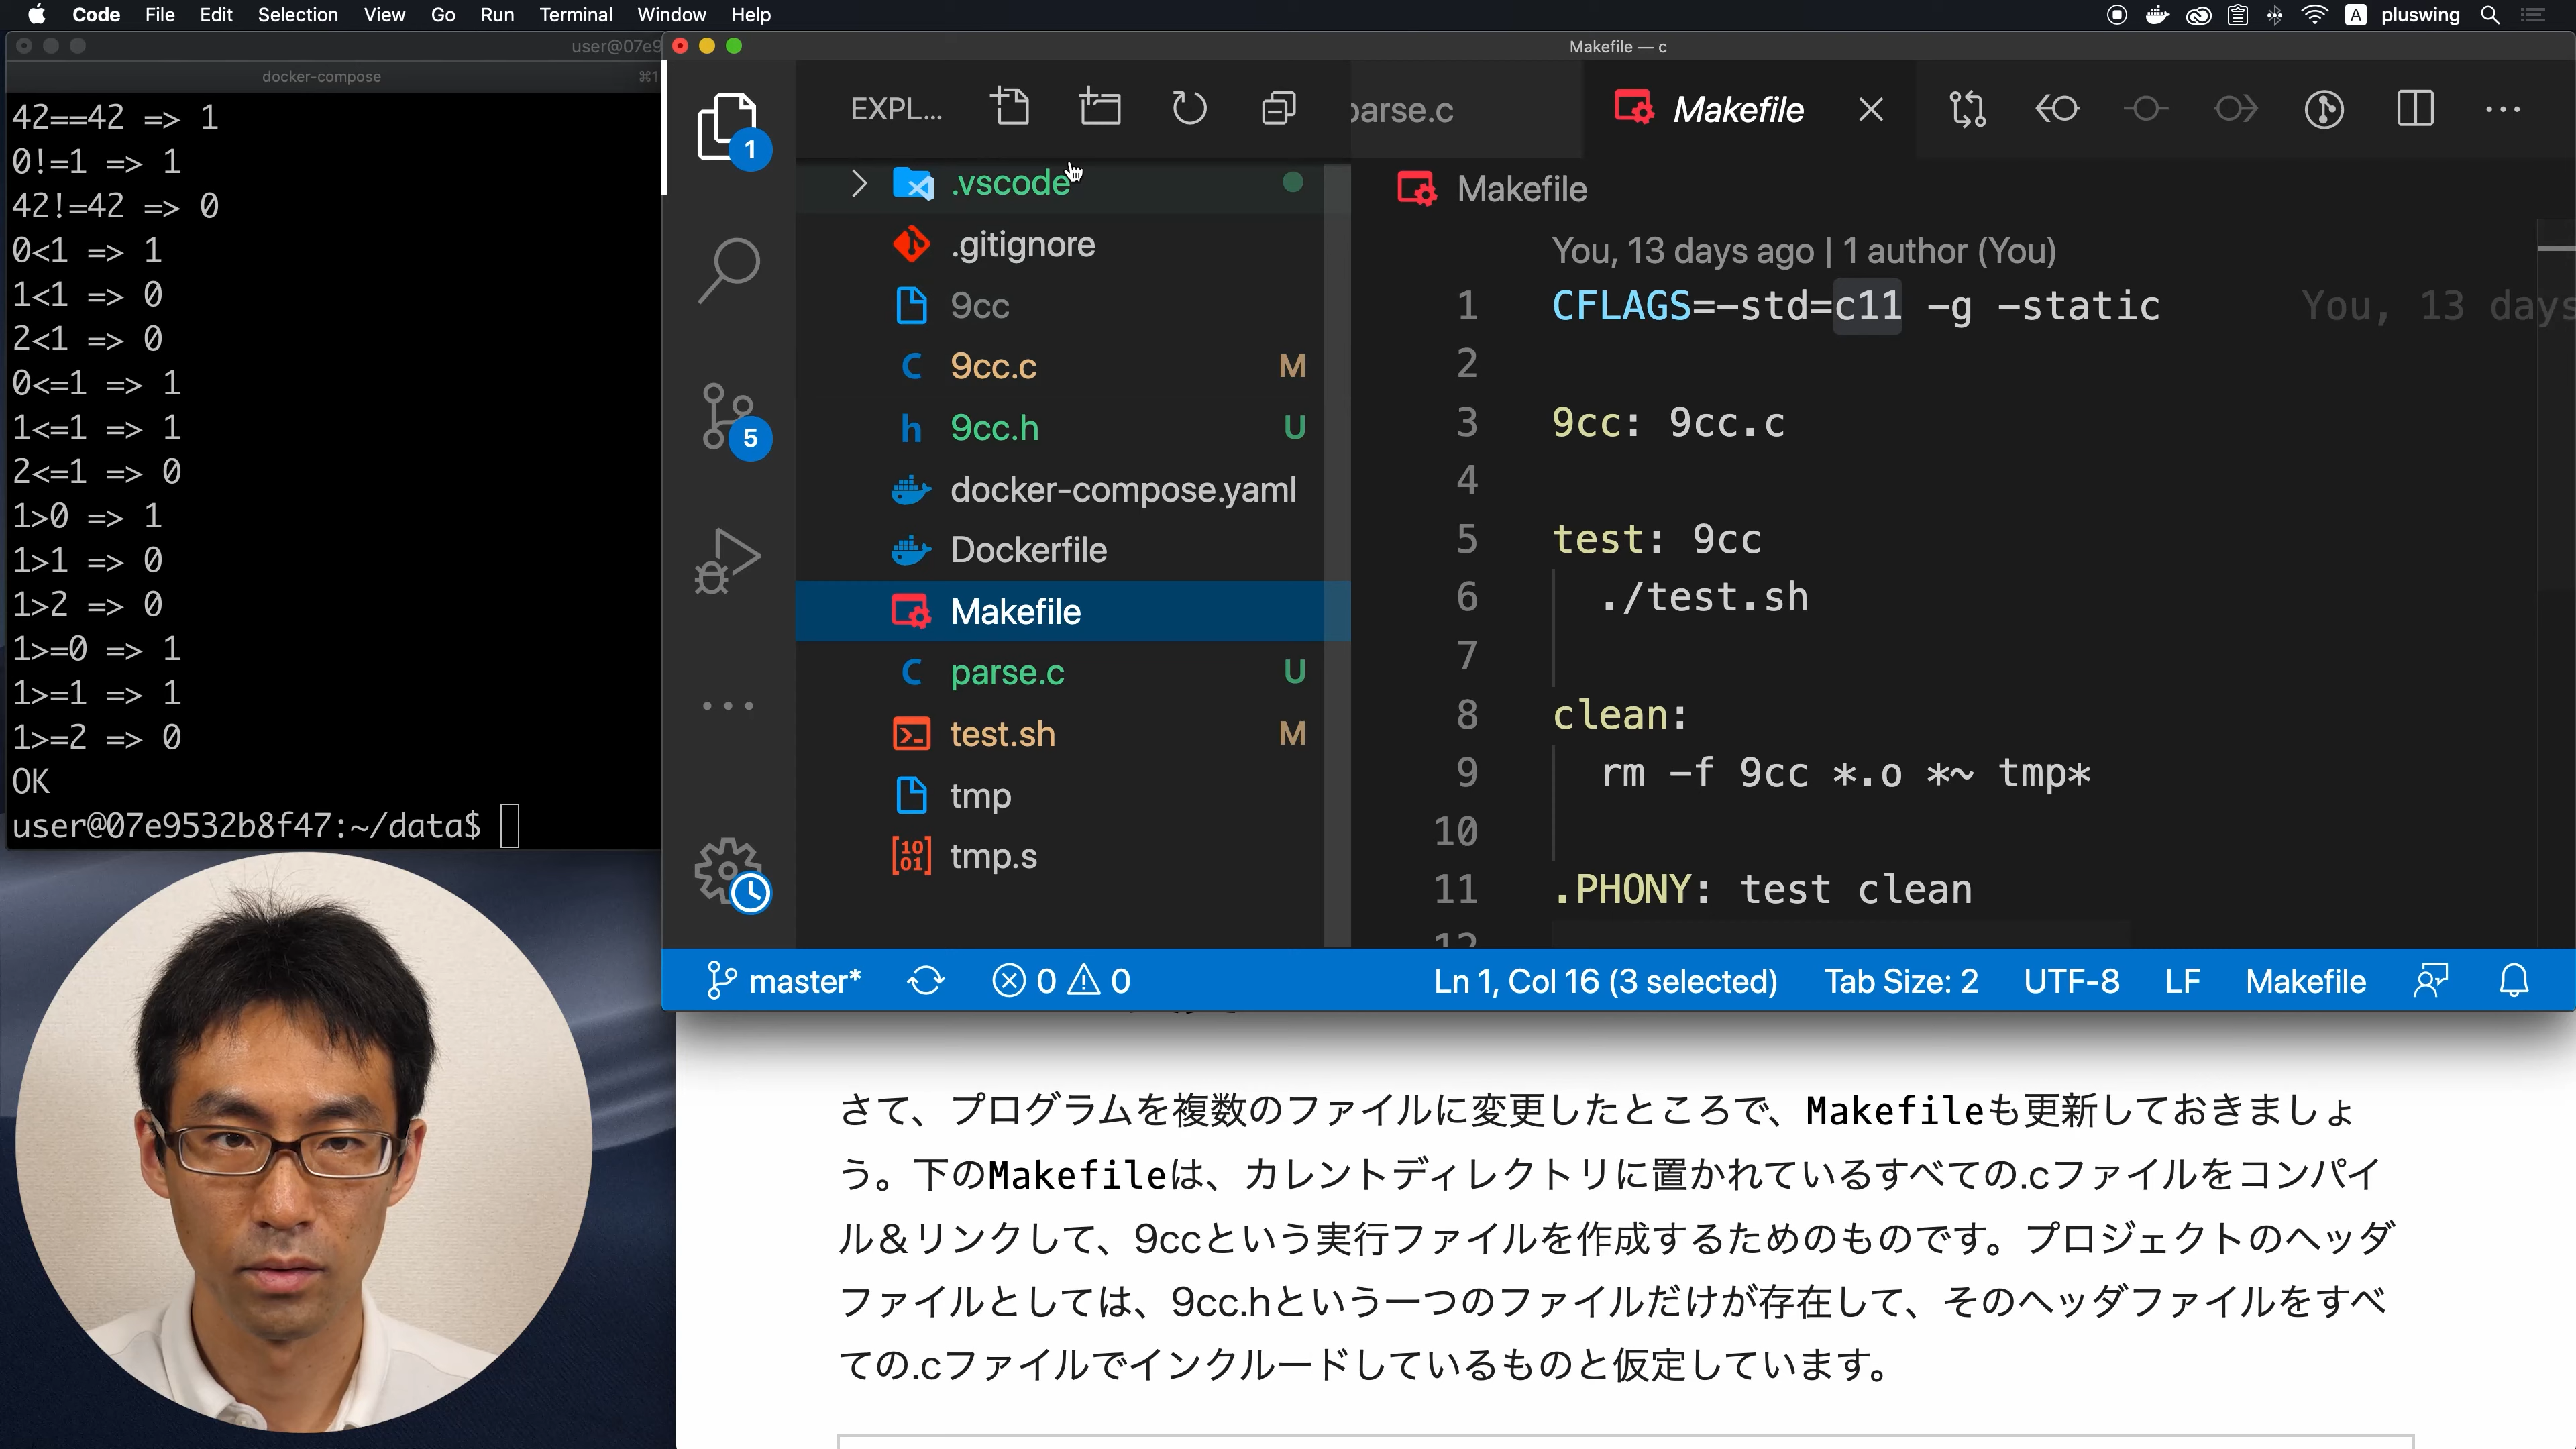 Code File Edit Selection View Go Run Terminal Window Help
A pluswing
user@07e9
docker-compose ⌘1
42==42 => 1
0!=1 => 1
42!=42 => 0
0<1 => 1
1<1 => 0
2<1 => 0
0<=1 => 1
1<=1 => 1
2<=1 => 0
1>0 => 1
1>1 => 0
1>2 => 0
1>=0 => 1
1>=1 => 1
1>=2 => 0
OK
user@07e9532b8f47:~/data$
Makefile — c
1
5
EXPL...
.vscode
.gitignore
9cc
C 9cc.c M
h 9cc.h U
docker-compose.yaml
Dockerfile
Makefile
C parse.c U
test.sh M
tmp
10 01 tmp.s
parse.c Makefile
Makefile
You, 13 days ago | 1 author (You)
1 CFLAGS=-std=c11 -g -static You, 13 days
2
3 9cc: 9cc.c
4
5 test: 9cc
6 ./test.sh
7
8 clean:
9 rm -f 9cc *.o *~ tmp*
10
11 .PHONY: test clean
12
master* 0 0 Ln 1, Col 16 (3 selected) Tab Size: 2 UTF-8 LF Makefile
さて、プログラムを複数のファイルに変更したところで、Makefileも更新しておきましょ
う。下のMakefileは、カレントディレクトリに置かれているすべての.cファイルをコンパイ
ル＆リンクして、9ccという実行ファイルを作成するためのものです。プロジェクトのヘッダ
ファイルとしては、9cc.hという一つのファイルだけが存在して、そのヘッダファイルをすべ
ての.cファイルでインクルードしているものと仮定しています。